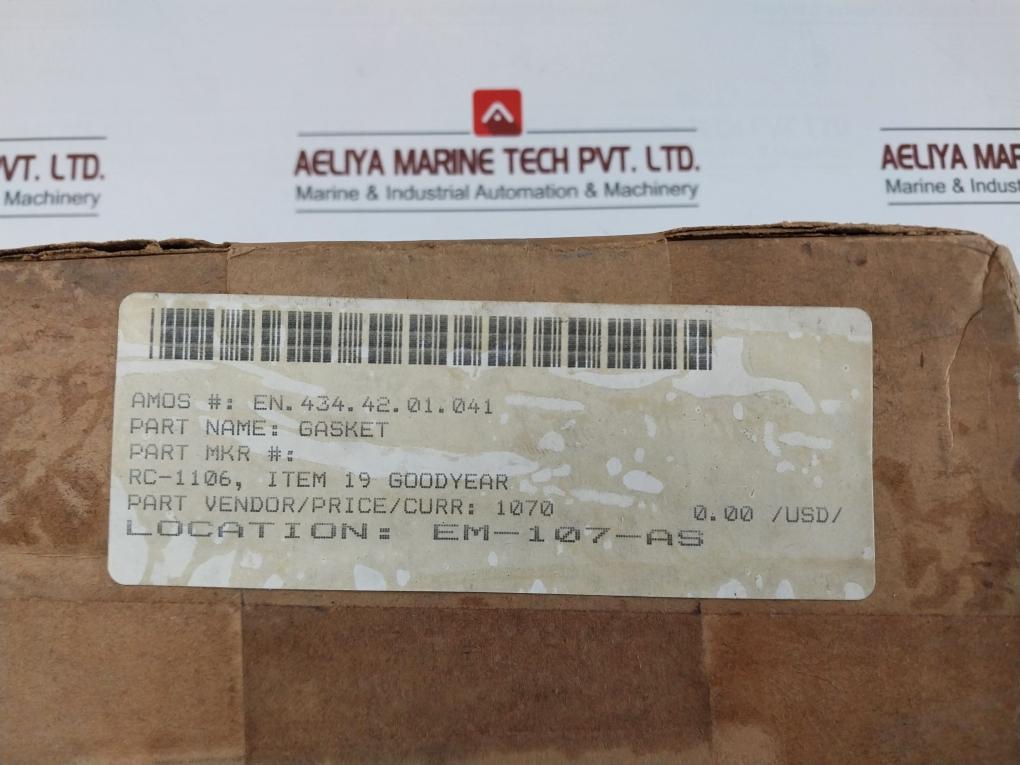 VT. LTD.
Machinery
AELIYA MARINE TECH PVT. LTD.
Marine & Industrial Automation & Machinery
AELIYA MAR
Marine & Indust
AMOS #: EN.434.42.01.041
PART NAME: GASKET
PART MKR #:
RC-1106, ITEM 19 GOODYEAR
PART VENDOR/PRICE/CURR: 1070 0.00 /USD/
LOCATION: EM-107-AS